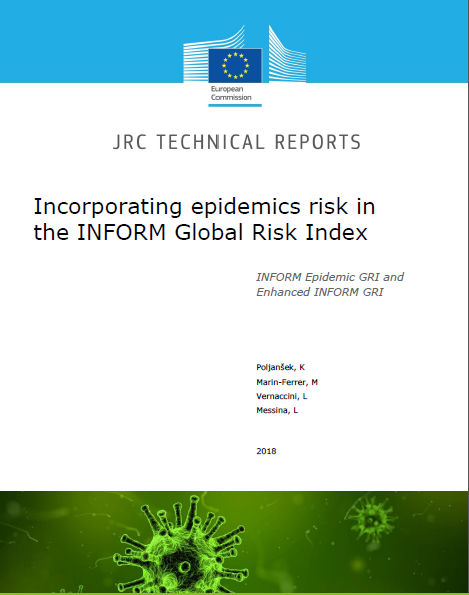 European
Commission
JRC TECHNICAL REPORTS
Incorporating epidemics risk in
the INFORM Global Risk Index
INFORM Epidemic GRI and
Enhanced INFORM GRI
Poljanšek, K
Marin-Ferrer, M
Vernaccini, L
Messina, L
2018